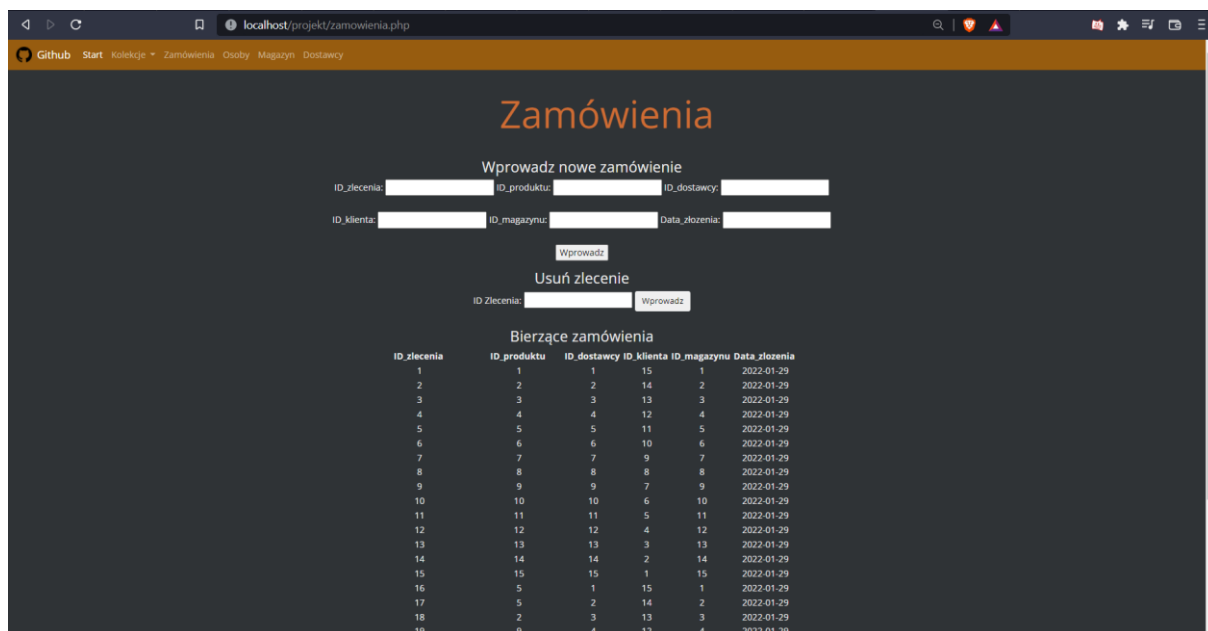 localhost/projekt/zamowienia.php
Github Start Kolekcje Zamówienia Osoby Magazyn Dostawcy
Zamówienia
Wprowadz nowe zamówienie
ID_zlecenia: ID_produktu: ID_dostawcy:
ID_klienta: ID_magazynu: Data_złozenia:
Wprowadz
Usuń zlecenie
ID Zlecenia: Wprowadz
Bierzące zamówienia
ID_zlecenia ID_produktu ID_dostawcy ID_klienta ID_magazynu Data_zlozenia
1 1 1 15 1 2022-01-29
2 2 2 14 2 2022-01-29
3 3 3 13 3 2022-01-29
4 4 4 12 4 2022-01-29
5 5 5 11 5 2022-01-29
6 6 6 10 6 2022-01-29
7 7 7 9 7 2022-01-29
8 8 8 8 8 2022-01-29
9 9 9 7 9 2022-01-29
10 10 10 6 10 2022-01-29
11 11 11 5 11 2022-01-29
12 12 12 4 12 2022-01-29
13 13 13 3 13 2022-01-29
14 14 14 2 14 2022-01-29
15 15 15 1 15 2022-01-29
16 5 1 15 1 2022-01-29
17 5 2 14 2 2022-01-29
18 2 3 13 3 2022-01-29